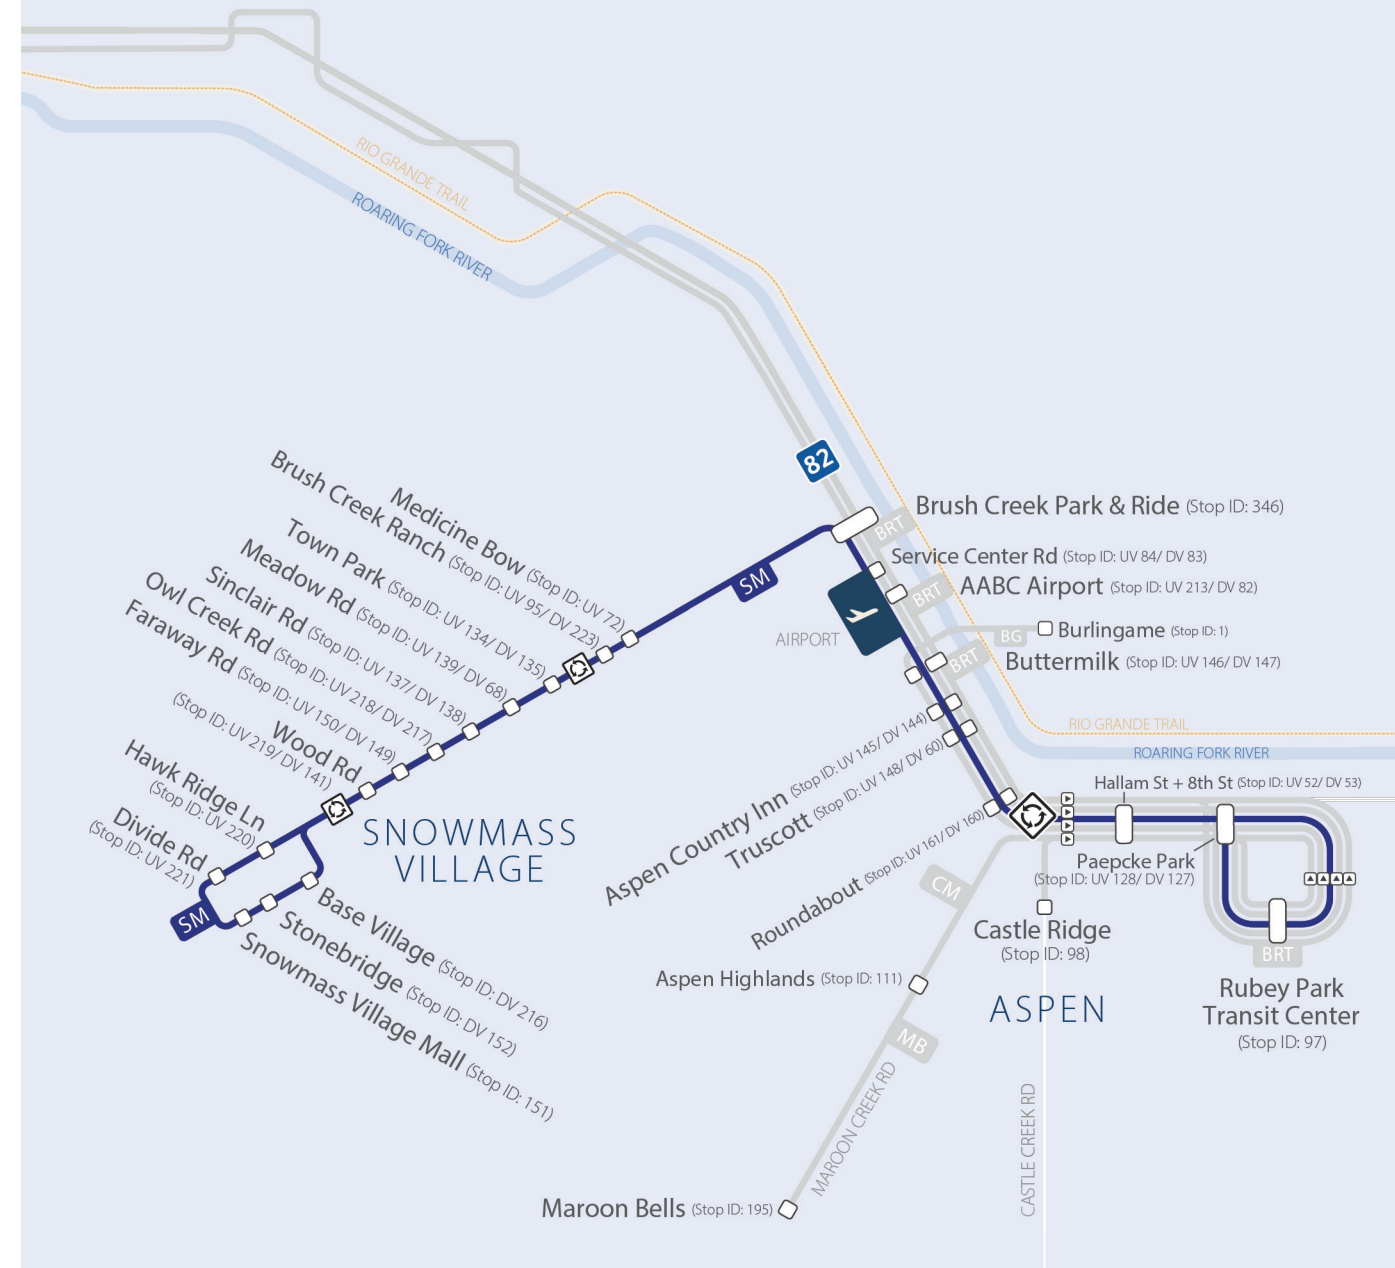 RIO GRANDE TRAIL
ROARING FORK RIVER
82
Brush Creek Park & Ride (Stop ID: 346)
BRT
Service Center Rd (Stop ID: UV 84/ DV 83)
AABC Airport (Stop ID: UV 213/ DV 82)
BRT
AIRPORT
BG
Burlingame (Stop ID: 1)
Buttermilk (Stop ID: UV 146/ DV 147)
BRT
SM
Medicine Bow (Stop ID: UV 72)
Brush Creek Ranch (Stop ID: UV 95/ DV 223)
Town Park (Stop ID: UV 134/ DV 135)
Meadow Rd (Stop ID: UV 139/ DV 68)
Sinclair Rd (Stop ID: UV 137/ DV 138)
Owl Creek Rd (Stop ID: UV 218/ DV 217)
Faraway Rd (Stop ID: UV 150/ DV 149)
Wood Rd
(Stop ID: UV 219/ DV 141)
Hawk Ridge Ln
(Stop ID: UV 220)
Divide Rd
(Stop ID: UV 221)
SNOWMASS
VILLAGE
SM
Base Village (Stop ID: DV 216)
Stonebridge (Stop ID: DV 152)
Snowmass Village Mall (Stop ID: 151)
RIO GRANDE TRAIL
ROARING FORK RIVER
Aspen Country Inn (Stop ID: UV 145/ DV 144)
Truscott (Stop ID: UV 148/ DV 60)
Roundabout (Stop ID: UV 161/ DV 160)
Hallam St + 8th St (Stop ID: UV 52/ DV 53)
Paepcke Park
(Stop ID: UV 128/ DV 127)
CM
Castle Ridge
(Stop ID: 98)
BRT
Aspen Highlands (Stop ID: 111)
ASPEN
Rubey Park
Transit Center
(Stop ID: 97)
MB
MAROON CREEK RD
CASTLE CREEK RD
Maroon Bells (Stop ID: 195)